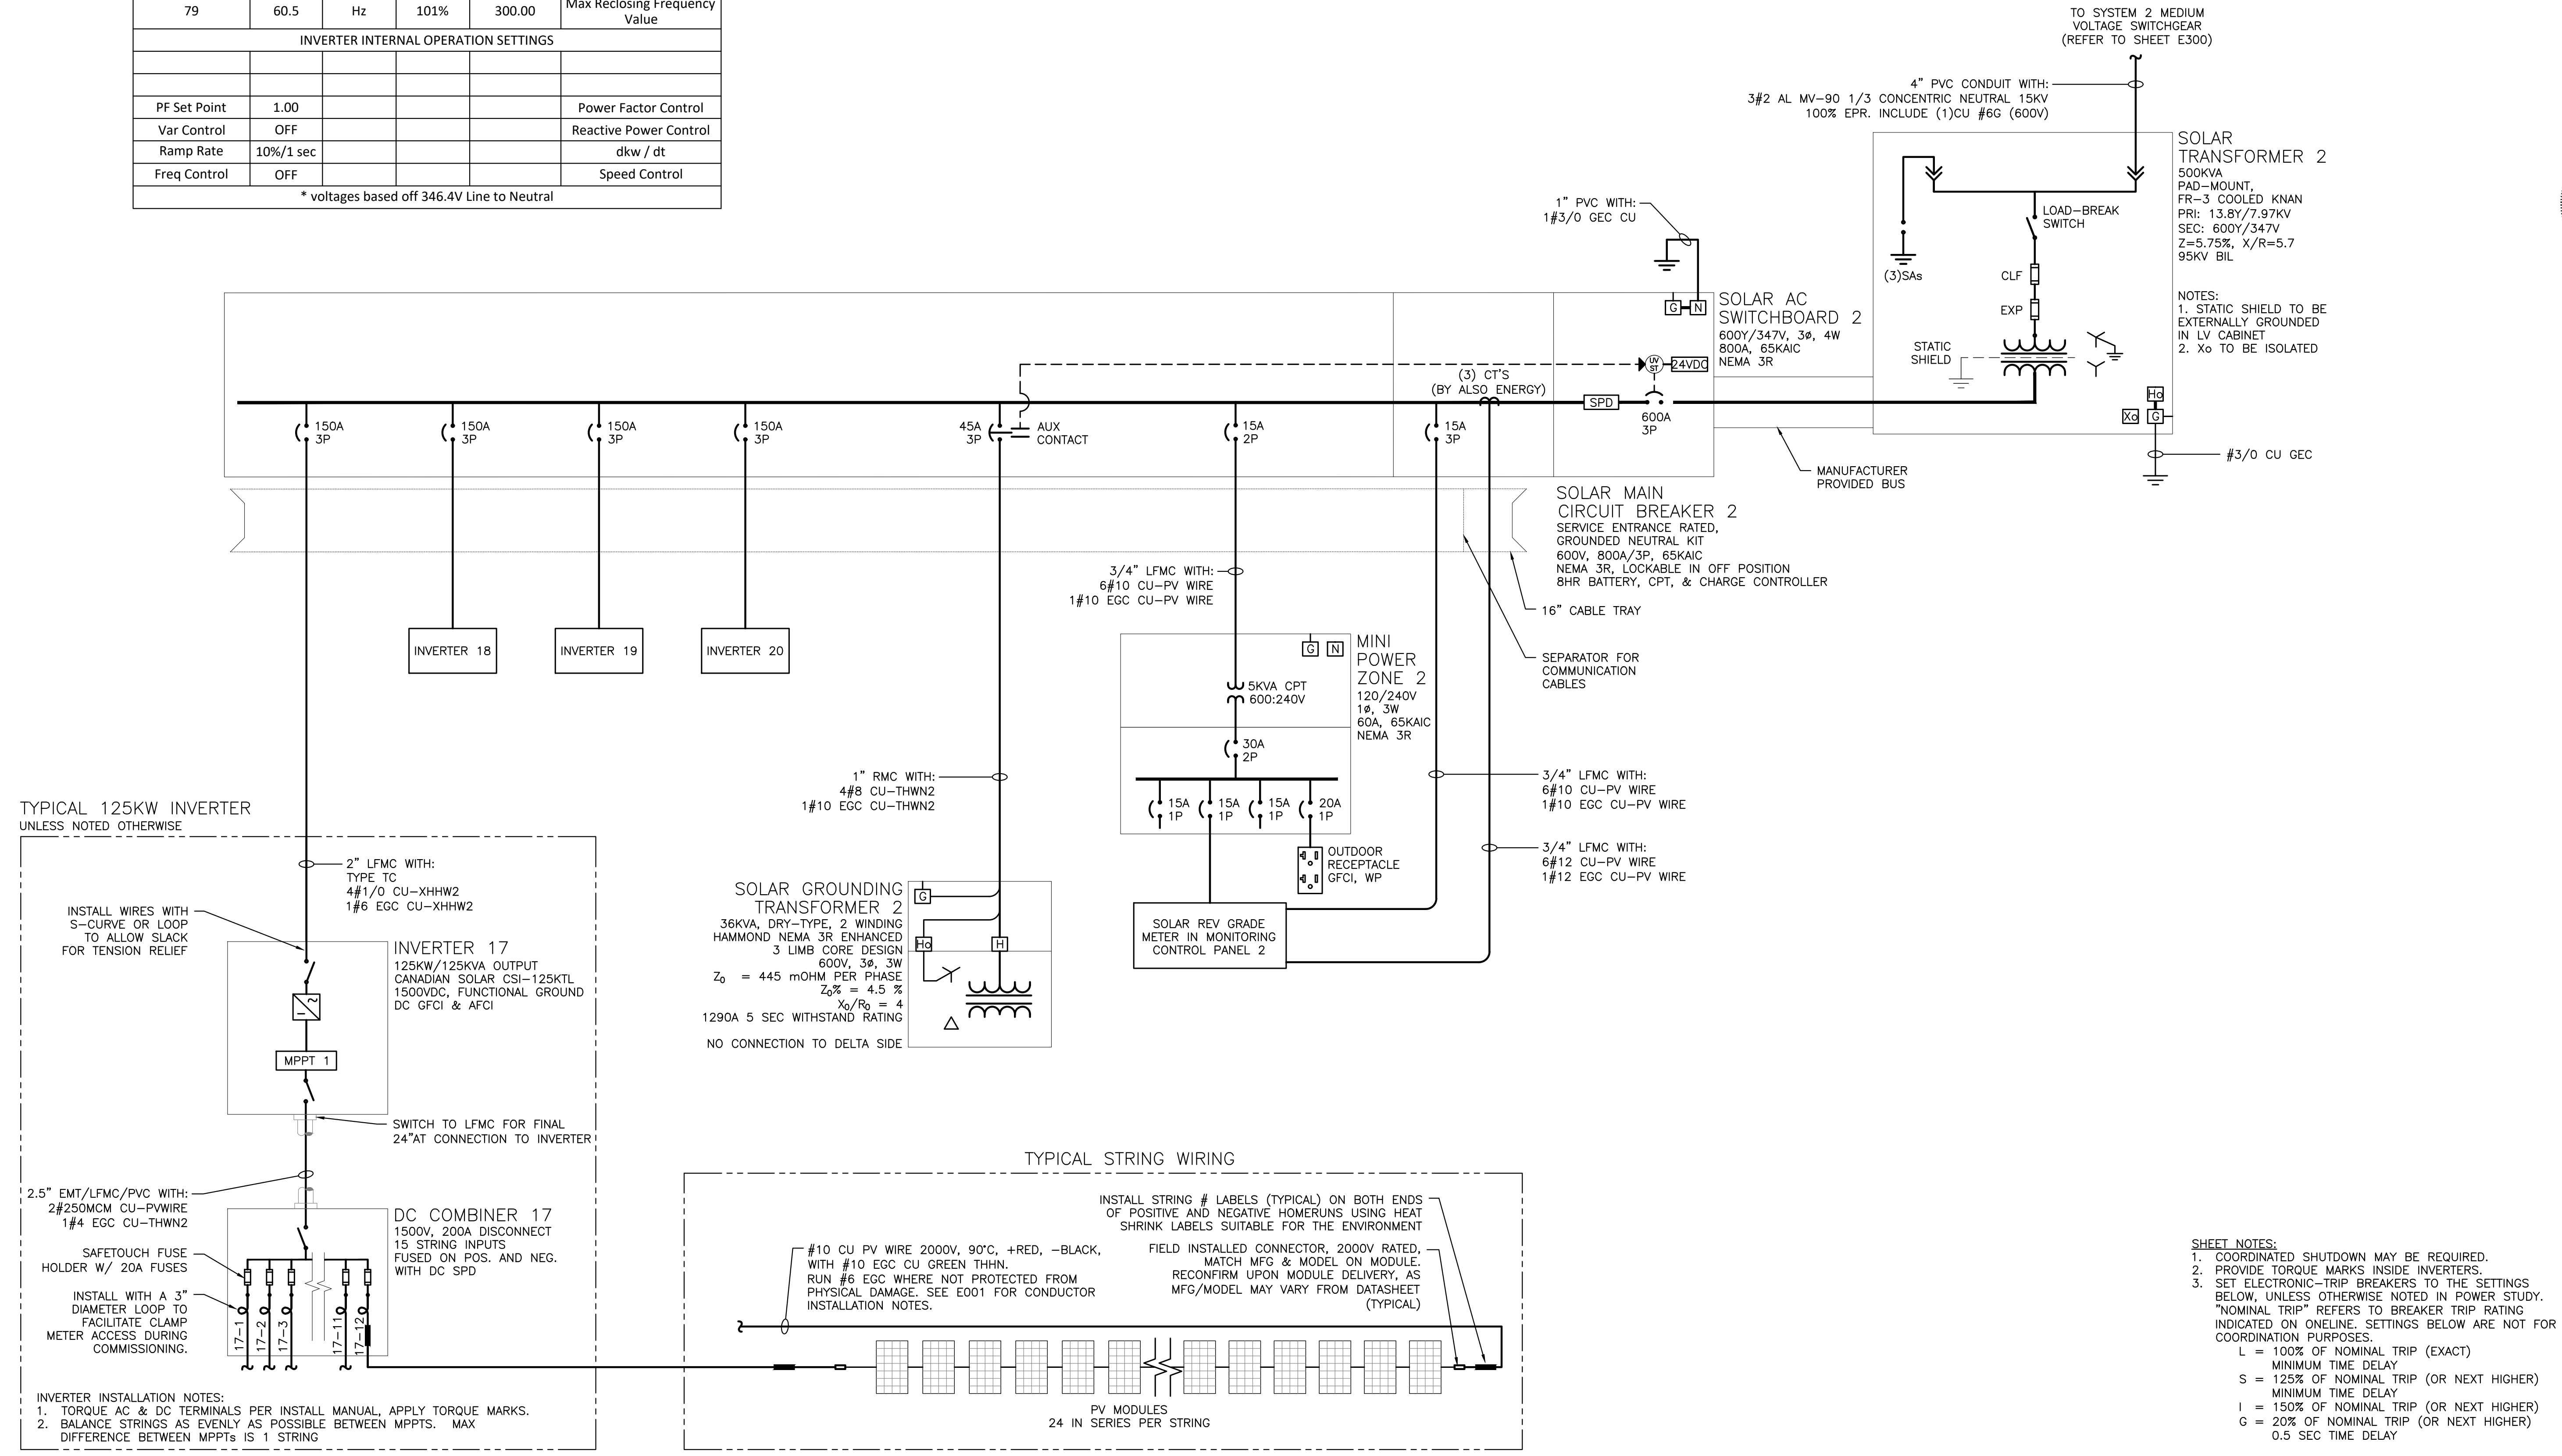 79 60.5 Hz 101% 300.00 Max Reclosing Frequency
Value
INVERTER INTERNAL OPERATION SETTINGS
PF Set Point 1.00 Power Factor Control
Var Control OFF Reactive Power Control
Ramp Rate 10%/1 sec dkw / dt
Freq Control OFF Speed Control
* voltages based off 346.4V Line to Neutral
TO SYSTEM 2 MEDIUM
VOLTAGE SWITCHGEAR
(REFER TO SHEET E300)
4" PVC CONDUIT WITH:
3#2 AL MV-90 1/3 CONCENTRIC NEUTRAL 15KV
100% EPR. INCLUDE (1)CU #6G (600V)
SOLAR
TRANSFORMER 2
500KVA
PAD-MOUNT,
FR-3 COOLED KNAN
PRI: 13.8Y/7.97KV
SEC: 600Y/347V
Z=5.75%, X/R=5.7
95KV BIL
NOTES:
1. STATIC SHIELD TO BE
EXTERNALLY GROUNDED
IN LV CABINET
2. Xo TO BE ISOLATED
LOAD-BREAK
SWITCH
(3)SAs
CLF
EXP
STATIC
SHIELD
Ho
Xo G
#3/0 CU GEC
1" PVC WITH:
1#3/0 GEC CU
G N
SOLAR AC
SWITCHBOARD 2
600Y/347V, 3ø, 4W
800A, 65KAIC
NEMA 3R
UV
ST
24VDC
(3) CT'S
(BY ALSO ENERGY)
SPD
600A
3P
MANUFACTURER
PROVIDED BUS
150A
3P
150A
3P
150A
3P
150A
3P
45A
3P
AUX
CONTACT
15A
2P
15A
3P
SOLAR MAIN
CIRCUIT BREAKER 2
SERVICE ENTRANCE RATED,
GROUNDED NEUTRAL KIT
600V, 800A/3P, 65KAIC
NEMA 3R, LOCKABLE IN OFF POSITION
8HR BATTERY, CPT, & CHARGE CONTROLLER
16" CABLE TRAY
SEPARATOR FOR
COMMUNICATION
CABLES
3/4" LFMC WITH:
6#10 CU-PV WIRE
1#10 EGC CU-PV WIRE
INVERTER 18
INVERTER 19
INVERTER 20
G N
MINI
POWER
ZONE 2
120/240V
1ø, 3W
60A, 65KAIC
NEMA 3R
5KVA CPT
600:240V
30A
2P
15A
1P
15A
1P
15A
1P
20A
1P
OUTDOOR
RECEPTACLE
GFCI, WP
SOLAR REV GRADE
METER IN MONITORING
CONTROL PANEL 2
3/4" LFMC WITH:
6#10 CU-PV WIRE
1#10 EGC CU-PV WIRE
3/4" LFMC WITH:
6#12 CU-PV WIRE
1#12 EGC CU-PV WIRE
1" RMC WITH:
4#8 CU-THWN2
1#10 EGC CU-THWN2
SOLAR GROUNDING
TRANSFORMER 2
36KVA, DRY-TYPE, 2 WINDING
HAMMOND NEMA 3R ENHANCED
3 LIMB CORE DESIGN
600V, 3ø, 3W
Z0 = 445 mOHM PER PHASE
Z0% = 4.5 %
X0/R0 = 4
1290A 5 SEC WITHSTAND RATING
NO CONNECTION TO DELTA SIDE
G
Ho
H
TYPICAL 125KW INVERTER
UNLESS NOTED OTHERWISE
2" LFMC WITH:
TYPE TC
4#1/0 CU-XHHW2
1#6 EGC CU-XHHW2
INSTALL WIRES WITH
S-CURVE OR LOOP
TO ALLOW SLACK
FOR TENSION RELIEF
INVERTER 17
125KW/125KVA OUTPUT
CANADIAN SOLAR CSI-125KTL
1500VDC, FUNCTIONAL GROUND
DC GFCI & AFCI
MPPT 1
SWITCH TO LFMC FOR FINAL
24"AT CONNECTION TO INVERTER
2.5" EMT/LFMC/PVC WITH:
2#250MCM CU-PVWIRE
1#4 EGC CU-THWN2
DC COMBINER 17
1500V, 200A DISCONNECT
15 STRING INPUTS
FUSED ON POS. AND NEG.
WITH DC SPD
SAFETOUCH FUSE
HOLDER W/ 20A FUSES
INSTALL WITH A 3"
DIAMETER LOOP TO
FACILITATE CLAMP
METER ACCESS DURING
COMMISSIONING.
17-1
17-2
17-3
17-11
17-12
INVERTER INSTALLATION NOTES:
1. TORQUE AC & DC TERMINALS PER INSTALL MANUAL, APPLY TORQUE MARKS.
2. BALANCE STRINGS AS EVENLY AS POSSIBLE BETWEEN MPPTS. MAX
DIFFERENCE BETWEEN MPPTs IS 1 STRING
TYPICAL STRING WIRING
INSTALL STRING # LABELS (TYPICAL) ON BOTH ENDS
OF POSITIVE AND NEGATIVE HOMERUNS USING HEAT
SHRINK LABELS SUITABLE FOR THE ENVIRONMENT
#10 CU PV WIRE 2000V, 90°C, +RED, -BLACK,
WITH #10 EGC CU GREEN THHN.
RUN #6 EGC WHERE NOT PROTECTED FROM
PHYSICAL DAMAGE. SEE E001 FOR CONDUCTOR
INSTALLATION NOTES.
FIELD INSTALLED CONNECTOR, 2000V RATED,
MATCH MFG & MODEL ON MODULE.
RECONFIRM UPON MODULE DELIVERY, AS
MFG/MODEL MAY VARY FROM DATASHEET
(TYPICAL)
PV MODULES
24 IN SERIES PER STRING
SHEET NOTES:
1. COORDINATED SHUTDOWN MAY BE REQUIRED.
2. PROVIDE TORQUE MARKS INSIDE INVERTERS.
3. SET ELECTRONIC-TRIP BREAKERS TO THE SETTINGS
BELOW, UNLESS OTHERWISE NOTED IN POWER STUDY.
"NOMINAL TRIP" REFERS TO BREAKER TRIP RATING
INDICATED ON ONELINE. SETTINGS BELOW ARE NOT FOR
COORDINATION PURPOSES.
L = 100% OF NOMINAL TRIP (EXACT)
MINIMUM TIME DELAY
S = 125% OF NOMINAL TRIP (OR NEXT HIGHER)
MINIMUM TIME DELAY
I = 150% OF NOMINAL TRIP (OR NEXT HIGHER)
G = 20% OF NOMINAL TRIP (OR NEXT HIGHER)
0.5 SEC TIME DELAY